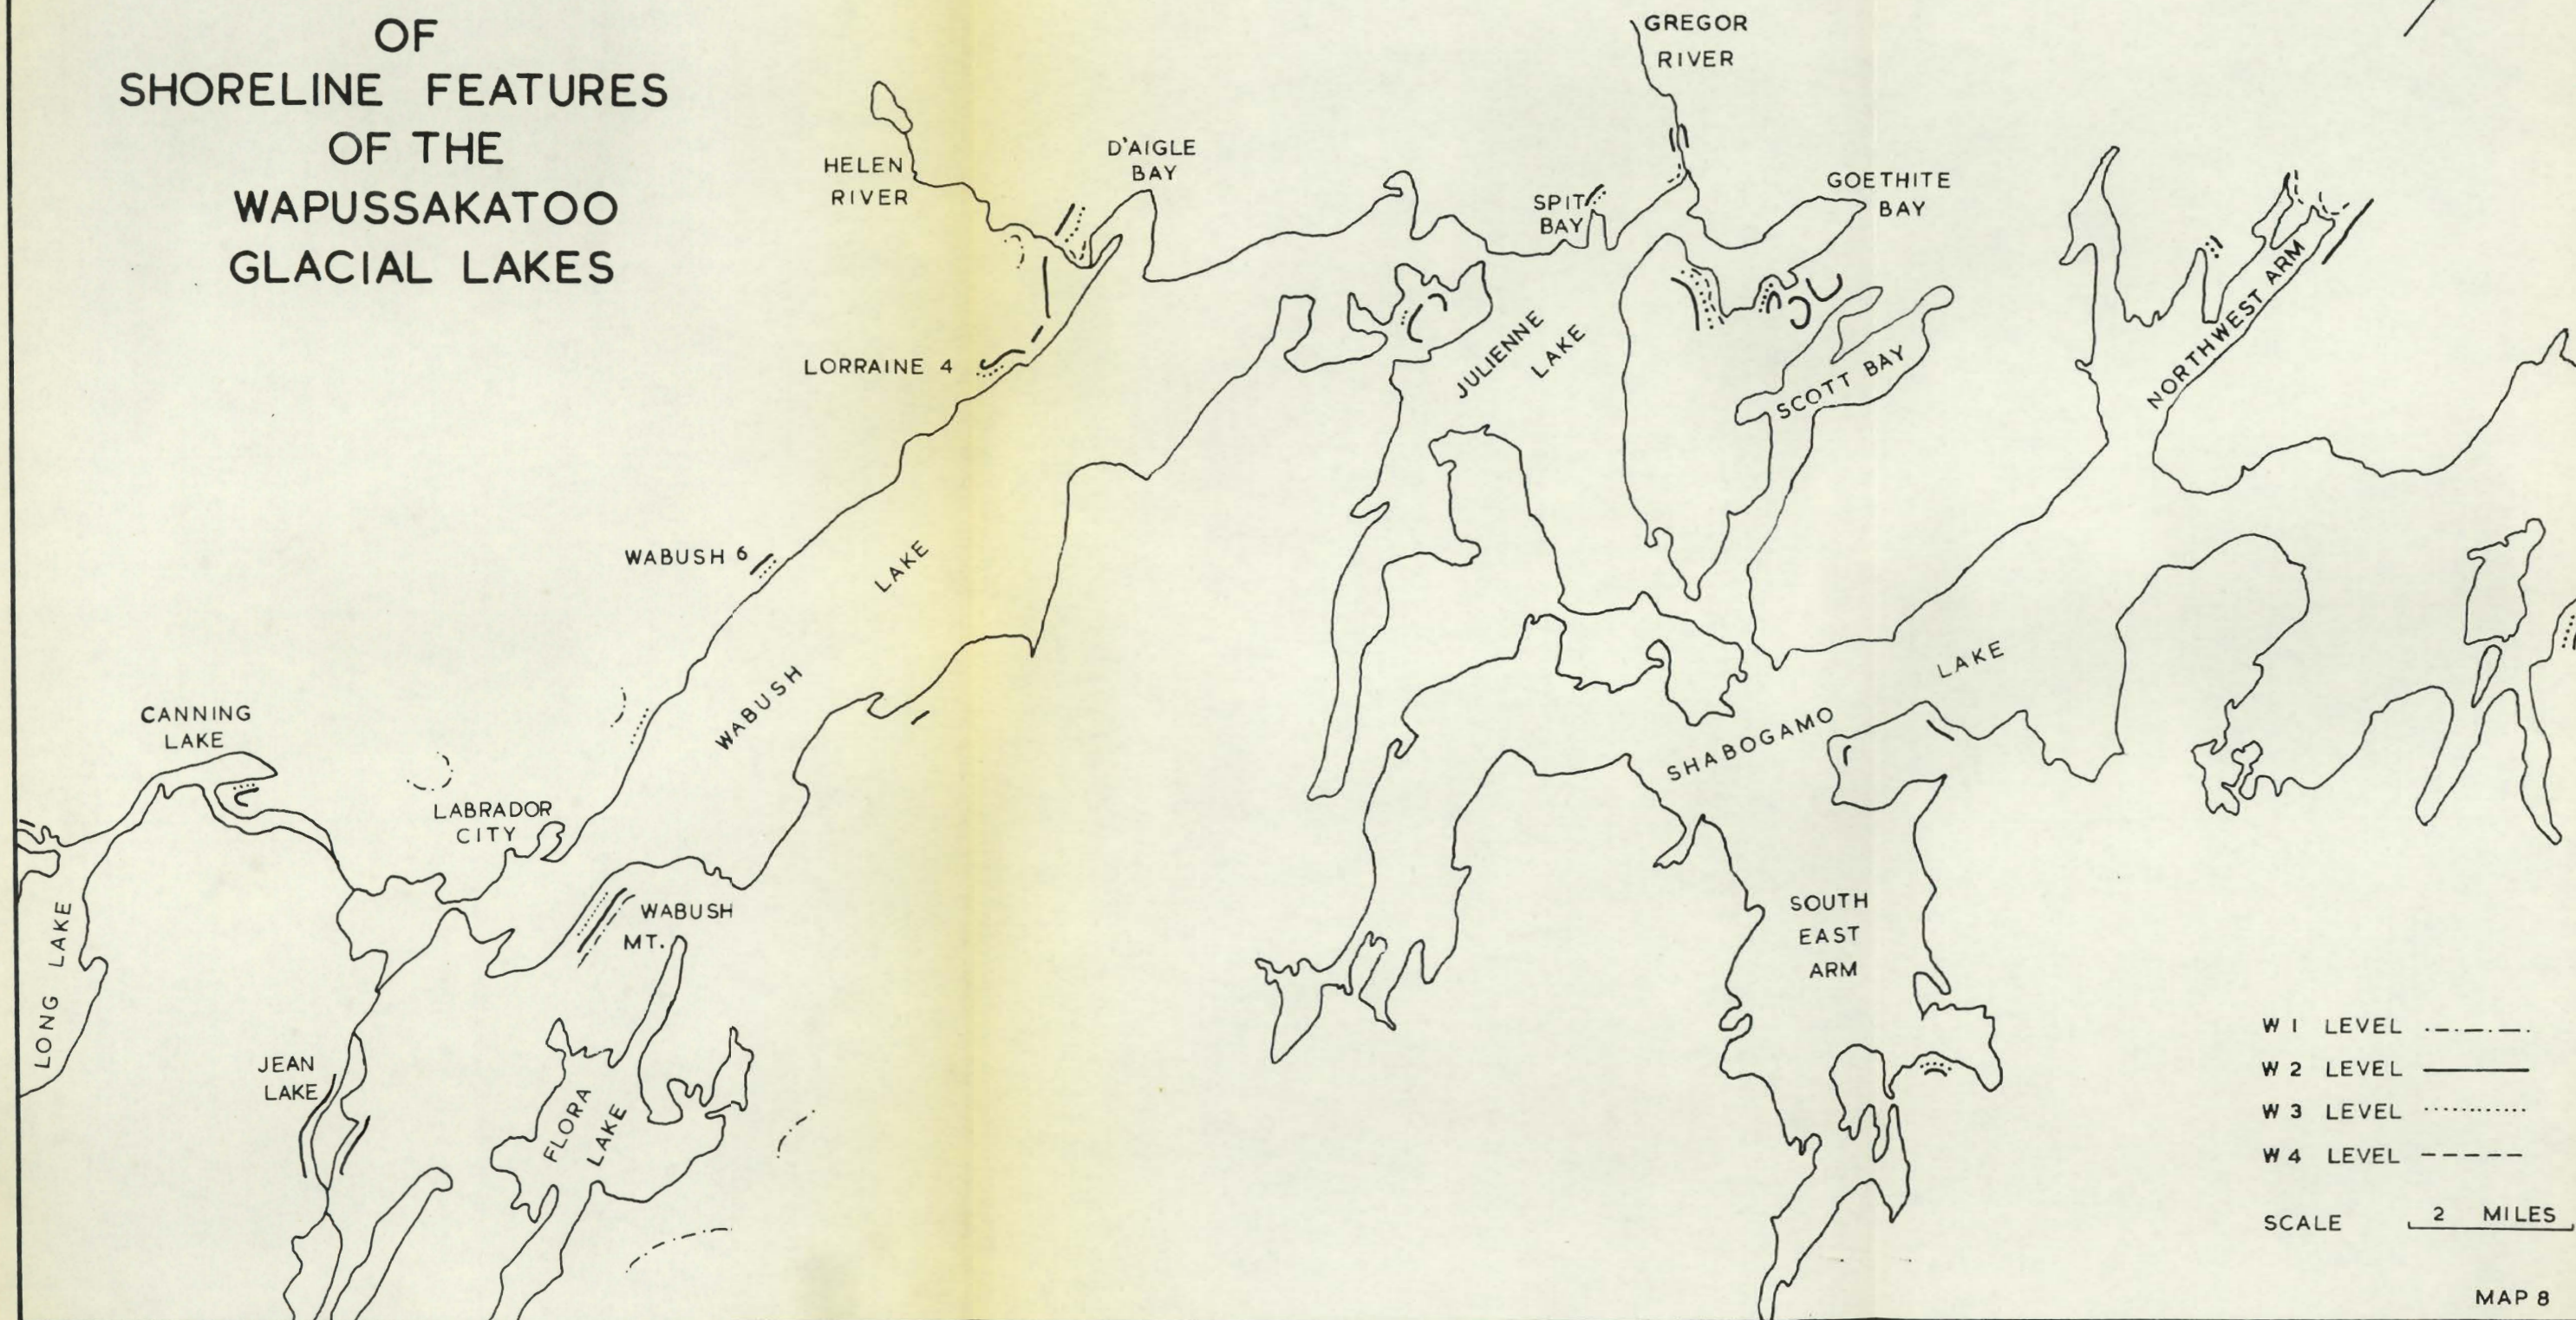 OF
SHORELINE FEATURES
OF THE
WAPUSSAKATOO
GLACIAL LAKES
GREGOR
RIVER
HELEN
RIVER
D'AIGLE
BAY
SPIT
BAY
GOETHITE
BAY
NORTHWEST ARM
JULIENNE
LAKE
SCOTT BAY
LORRAINE 4
WABUSH 6
WABUSH LAKE
SHABOGAMO LAKE
CANNING
LAKE
LABRADOR
CITY
WABUSH
MT.
LONG LAKE
SOUTH
EAST
ARM
JEAN
LAKE
FLORA
LAKE
W 1 LEVEL
W 2 LEVEL
W 3 LEVEL
W 4 LEVEL
SCALE 2 MILES
MAP 8